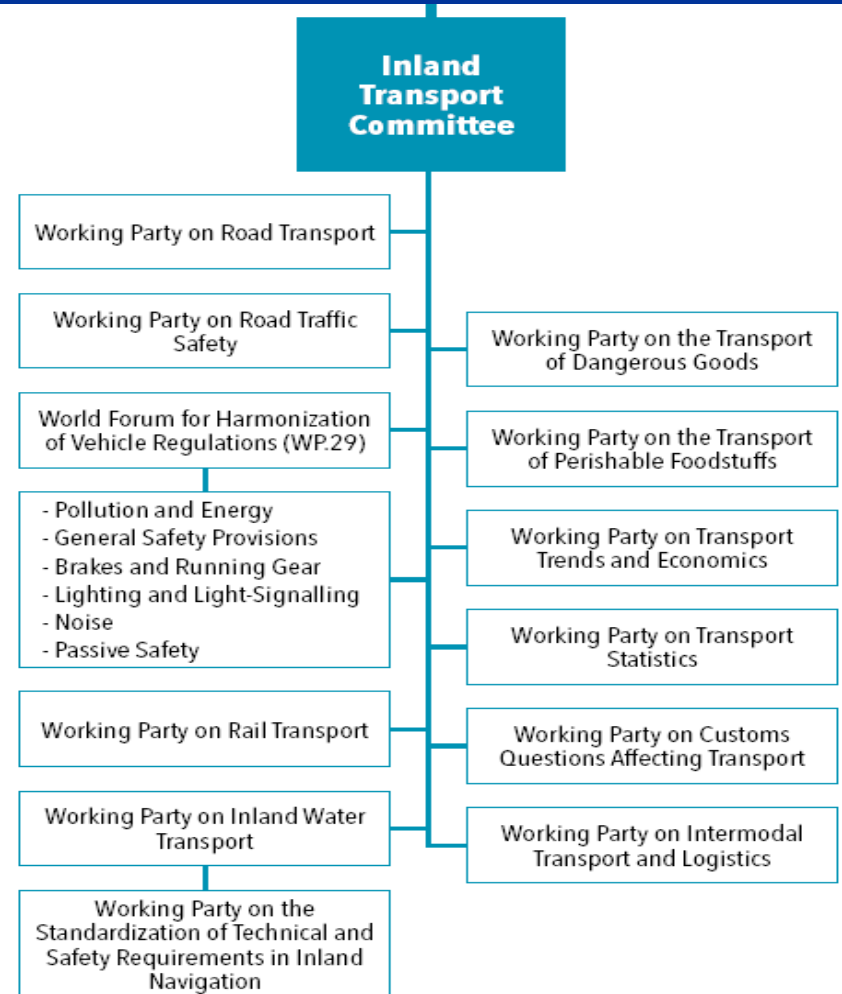 Inland
Transport
Committee
Working Party on Road Transport
Working Party on Road Traffic
Safety
World Forum for Harmonization
of Vehicle Regulations (WP.29)
- Pollution and Energy
- General Safety Provisions
- Brakes and Running Gear
- Lighting and Light-Signalling
- Noise
- Passive Safety
Working Party on Rail Transport
Working Party on Inland Water
Transport
Working Party on the
Standardization of Technical and
Safety Requirements in Inland
Navigation
Working Party on the Transport
of Dangerous Goods
Working Party on the Transport
of Perishable Foodstuffs
Working Party on Transport
Trends and Economics
Working Party on Transport
Statistics
Working Party on Customs
Questions Affecting Transport
Working Party on Intermodal
Transport and Logistics